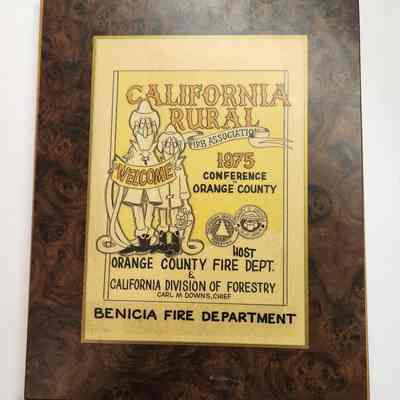 CALIFORNIA
RURAL
FIRE ASSOCIATION
WELCOME
1975
CONFERENCE
IN
ORANGE COUNTY
HOST
ORANGE COUNTY FIRE DEPT.
&
CALIFORNIA DIVISION OF FORESTRY
CARL M DOWNS, CHIEF
BENICIA FIRE DEPARTMENT